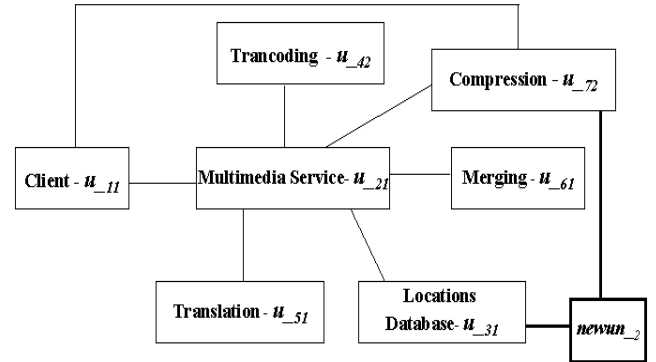 Trancoding - u_42
Compression - u_72
Client - u_11
Multimedia Service- u_21
Merging - u_61
Translation - u_51
Locations
Database- u_31
newun_2